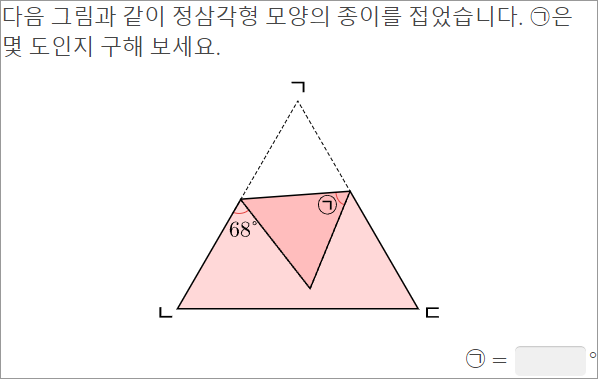 다음 그림과 같이 정삼각형 모양의 종이를 접었습니다. ㉠은
몇 도인지 구해 보세요.
ㄱ
㉠
68°
ㄴ
ㄷ
㉠ = °